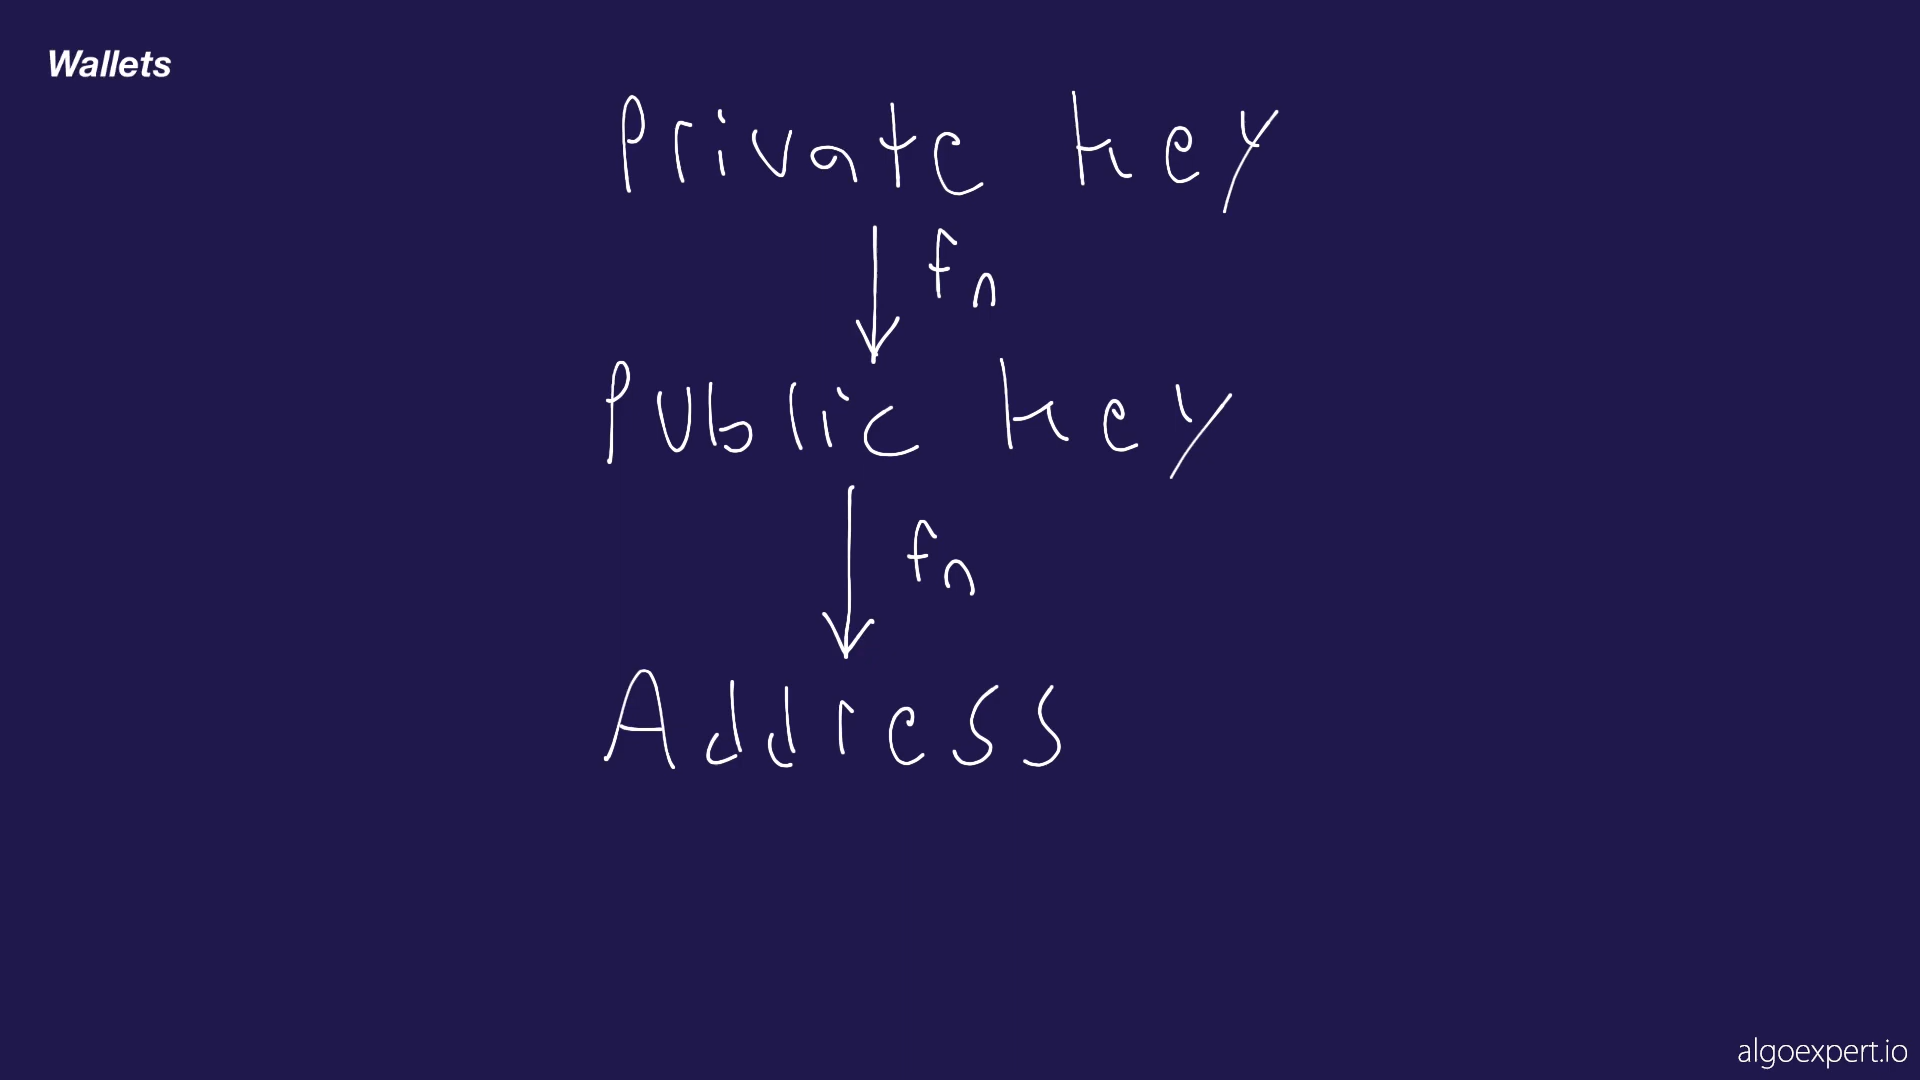 Wallets
Private key
fn
Public key
fn
Address
algoexpert.io